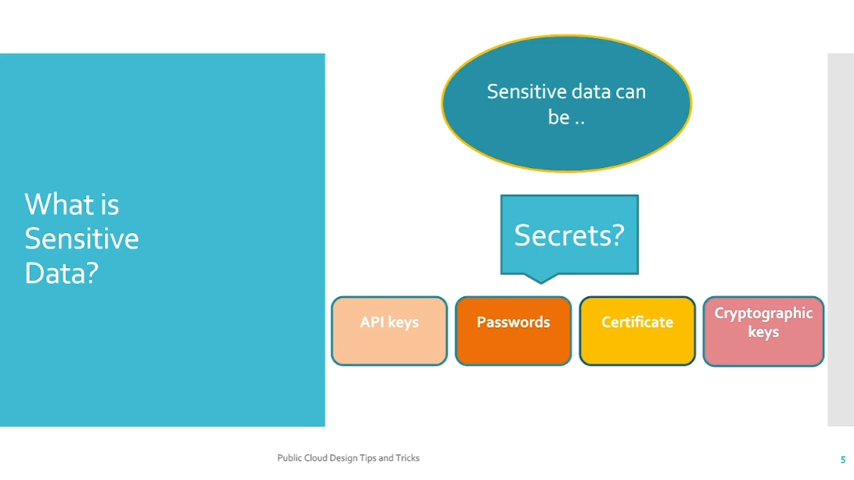 What is
Sensitive
Data?
Sensitive data can
be ..
Secrets?
API keys
Passwords
Certificate
Cryptographic
keys
Public Cloud Design Tips and Tricks
5